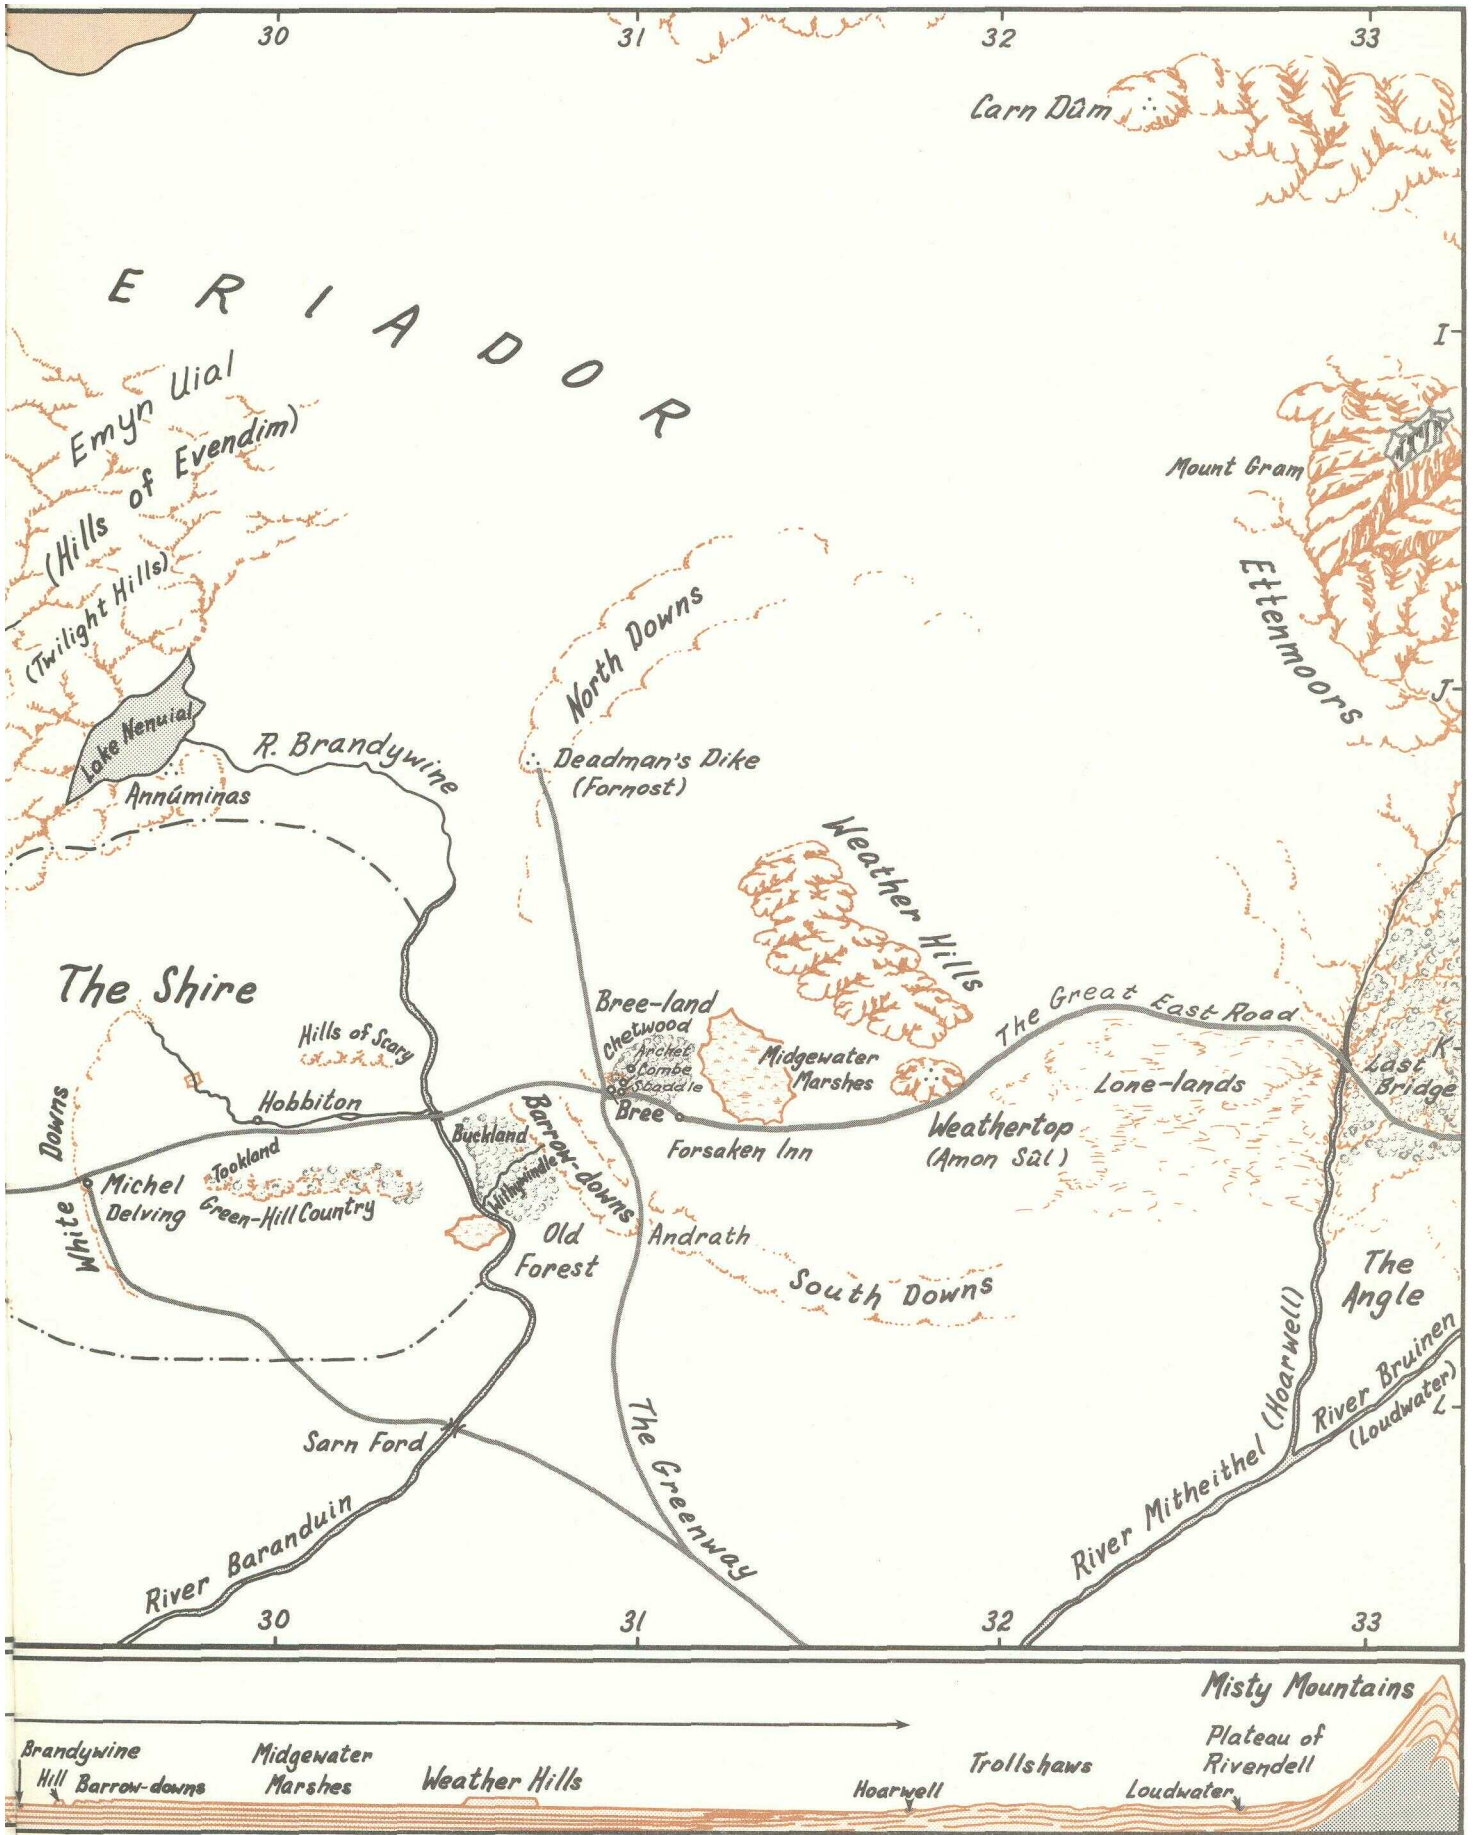 30 31 32 33
Carn Dûm
ERIADOR
I
Emyn Uial
(Hills of Evendim)
(Twilight Hills)
Mount Gram
Ettenmoors
North Downs
J
Lake Nenuial
R. Brandywine
Annúminas
Deadman's Dike
(Fornost)
Weather Hills
The Shire
Hills of Scary
Bree-land
Chetwood
Archet
Combe
Staddle
Bree
Midgewater
Marshes
The Great East Road
K
Last
Bridge
Lone-lands
Hobbiton
White Downs
Tookland
Green-Hill Country
Michel
Delving
Buckland
Withywindle
Barrow-downs
Old
Forest
Forsaken Inn
Weathertop
(Amon Sûl)
Andrath
South Downs
The
Angle
Sarn Ford
The Greenway
River Baranduin
River Mitheithel (Hoarwell)
River Bruinen
(Loudwater)
L
30 31 32 33
Misty Mountains
Brandywine
Hill
Barrow-downs
Midgewater
Marshes
Weather Hills
Hoarwell
Trollshaws
Loudwater
Plateau of
Rivendell